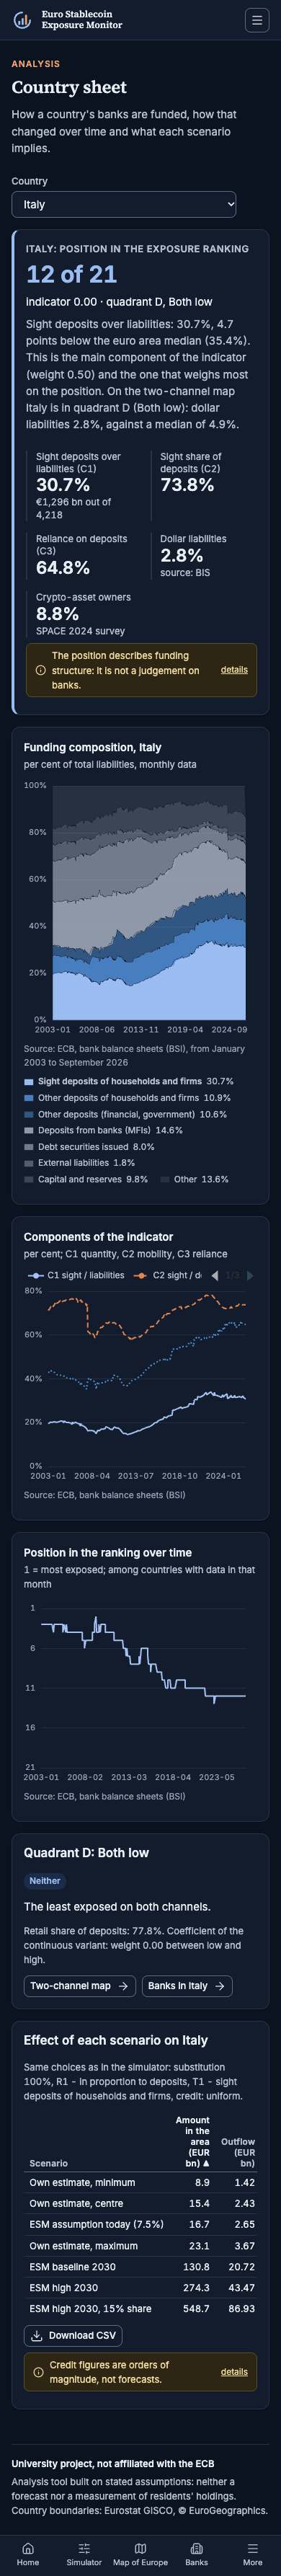 Euro Stablecoin
Exposure Monitor
ANALYSIS
Country sheet
How a country's banks are funded, how that
changed over time and what each scenario
implies.
Country
Italy
ITALY: POSITION IN THE EXPOSURE RANKING
12 of 21
indicator 0.00 · quadrant D, Both low
Sight deposits over liabilities: 30.7%, 4.7
points below the euro area median (35.4%).
This is the main component of the indicator
(weight 0.50) and the one that weighs most
on the position. On the two-channel map
Italy is in quadrant D (Both low): dollar
liabilities 2.8%, against a median of 4.9%.
Sight deposits over
liabilities (C1)
30.7%
€1,296 bn out of
4,218
Sight share of
deposits (C2)
73.8%
Reliance on deposits
(C3)
64.8%
Dollar liabilities
2.8%
source: BIS
Crypto-asset owners
8.8%
SPACE 2024 survey
The position describes funding
structure: it is not a judgement on
banks.
details
Funding composition, Italy
per cent of total liabilities, monthly data
100%
80%
60%
40%
20%
0%
2003-01 2008-06 2013-11 2019-04 2024-09
Source: ECB, bank balance sheets (BSI), from January
2003 to September 2026
Sight deposits of households and firms 30.7%
Other deposits of households and firms 10.9%
Other deposits (financial, government) 10.6%
Deposits from banks (MFIs) 14.6%
Debt securities issued 8.0%
External liabilities 1.8%
Capital and reserves 9.8% Other 13.6%
Components of the indicator
per cent; C1 quantity, C2 mobility, C3 reliance
C1 sight / liabilities C2 sight / d 1/3
80%
60%
40%
20%
0%
2003-01 2008-04 2013-07 2018-10 2024-01
Source: ECB, bank balance sheets (BSI)
Position in the ranking over time
1 = most exposed; among countries with data in that
month
1
6
11
16
21
2003-01 2008-02 2013-03 2018-04 2023-05
Source: ECB, bank balance sheets (BSI)
Quadrant D: Both low
Neither
The least exposed on both channels.
Retail share of deposits: 77.8%. Coefficient of the
continuous variant: weight 0.00 between low and
high.
Two-channel map → Banks in Italy →
Effect of each scenario on Italy
Same choices as in the simulator: substitution
100%, R1 - in proportion to deposits, T1 - sight
deposits of households and firms, credit: uniform.
Scenario Amount in the area (EUR bn) ▲ Outflow (EUR bn)
Own estimate, minimum 8.9 1.42
Own estimate, centre 15.4 2.43
ESM assumption today (7.5%) 16.7 2.65
Own estimate, maximum 23.1 3.67
ESM baseline 2030 130.8 20.72
ESM high 2030 274.3 43.47
ESM high 2030, 15% share 548.7 86.93
Download CSV
Credit figures are orders of
magnitude, not forecasts.
details
University project, not affiliated with the ECB
Analysis tool built on stated assumptions: neither a
forecast nor a measurement of residents' holdings.
Country boundaries: Eurostat GISCO, © EuroGeographics.
Home Simulator Map of Europe Banks More